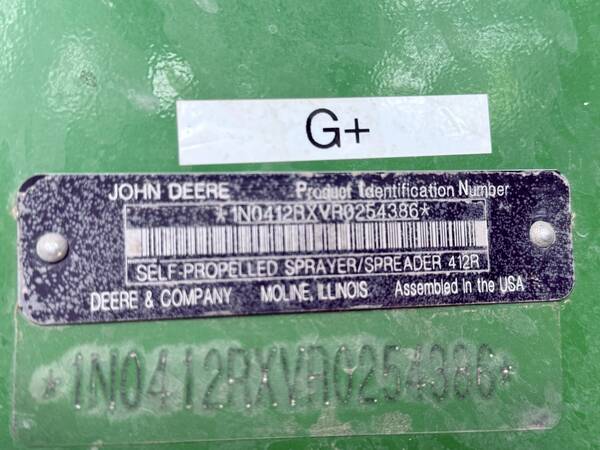 G+
JOHN DEERE Product Identification Number
*1N0412RXVR0254386*
SELF-PROPELLED SPRAYER/SPREADER 412R
DEERE & COMPANY MOLINE, ILLINOIS Assembled in the USA
*1N0412RXVR0254386*